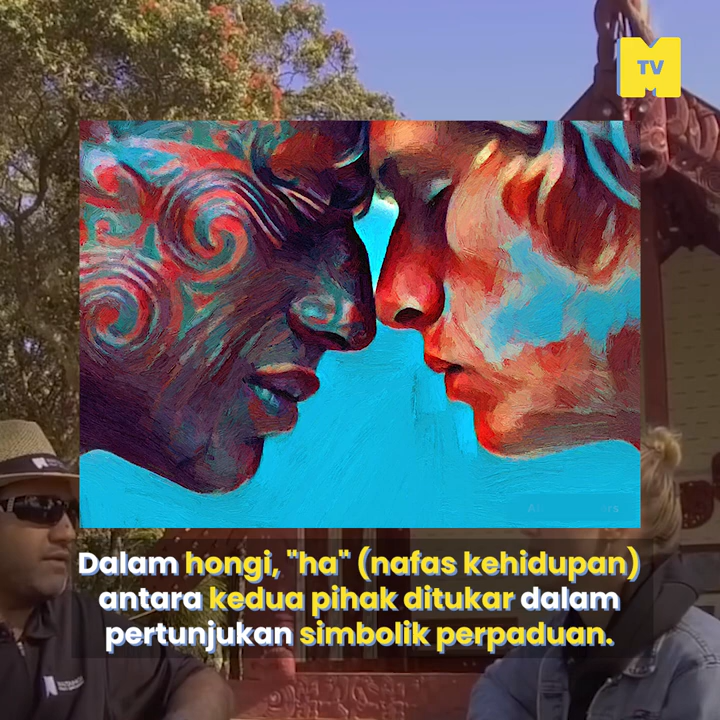 M
TV
Dalam hongi, "ha" (nafas kehidupan)
antara kedua pihak ditukar dalam
pertunjukan simbolik perpaduan.